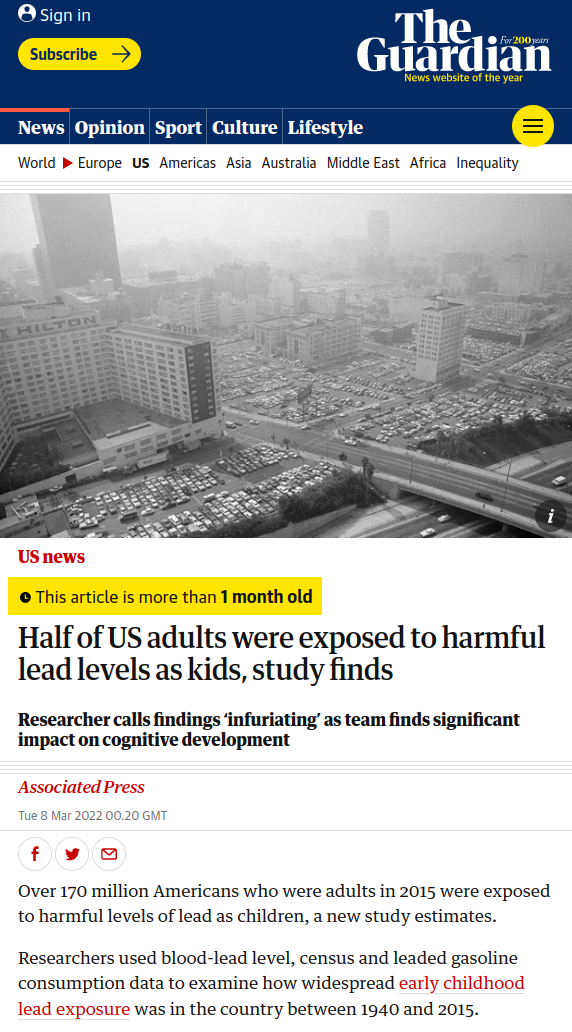 Sign in
Subscribe
The
Guardian
For 200 years
News website of the year
News Opinion Sport Culture Lifestyle
World Europe US Americas Asia Australia Middle East Africa Inequality
HILTON
i
US news
This article is more than 1 month old
Half of US adults were exposed to harmful
lead levels as kids, study finds
Researcher calls findings ‘infuriating’ as team finds significant
impact on cognitive development
Associated Press
Tue 8 Mar 2022 00.20 GMT
Over 170 million Americans who were adults in 2015 were exposed
to harmful levels of lead as children, a new study estimates.
Researchers used blood-lead level, census and leaded gasoline
consumption data to examine how widespread early childhood
lead exposure was in the country between 1940 and 2015.